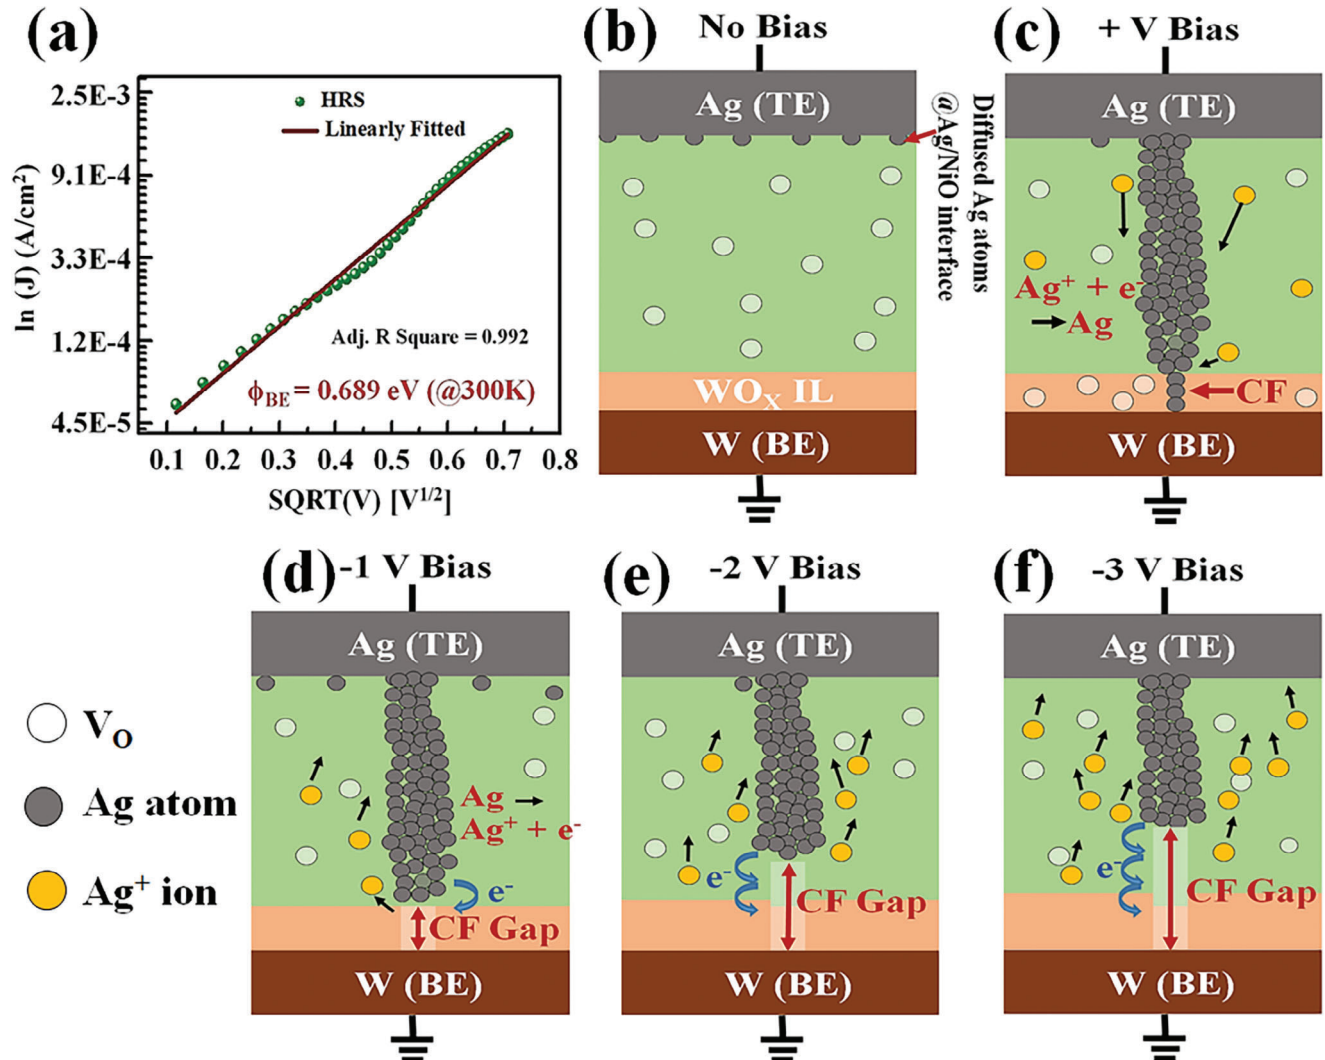 (a)
2.5E-3
9.1E-4
3.3E-4
1.2E-4
4.5E-5
ln (J) (A/cm²)
HRS
Linearly Fitted
Adj. R Square = 0.992
ϕBE = 0.689 eV (@300K)
0.1 0.2 0.3 0.4 0.5 0.6 0.7 0.8
SQRT(V) [V1/2]
(b)
No Bias
Ag (TE)
WOX IL
W (BE)
Diffused Ag atoms
@Ag/NiO interface
(c)
+ V Bias
Ag (TE)
Ag+ + e-
Ag
CF
W (BE)
VO
Ag atom
Ag+ ion
(d)
-1 V Bias
Ag (TE)
Ag
Ag+ + e-
e-
CF Gap
W (BE)
(e)
-2 V Bias
Ag (TE)
e-
CF Gap
W (BE)
(f)
-3 V Bias
Ag (TE)
e-
CF Gap
W (BE)